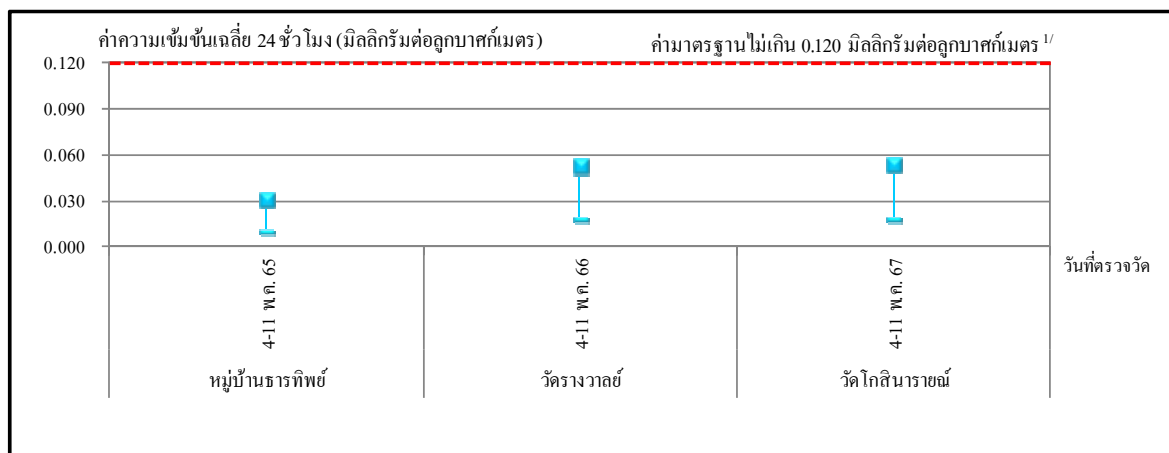 ค่าความเข้มข้นเฉลี่ย 24 ชั่วโมง (มิลลิกรัมต่อลูกบาศก์เมตร)
ค่ามาตรฐานไม่เกิน 0.120 มิลลิกรัมต่อลูกบาศก์เมตร 1/
0.120
0.090
0.060
0.030
0.000
วันที่ตรวจวัด
4-11 พ.ค. 65
4-11 พ.ค. 66
4-11 พ.ค. 67
หมู่บ้านธารทิพย์
วัดรางวาลย์
วัดโกสินารายณ์